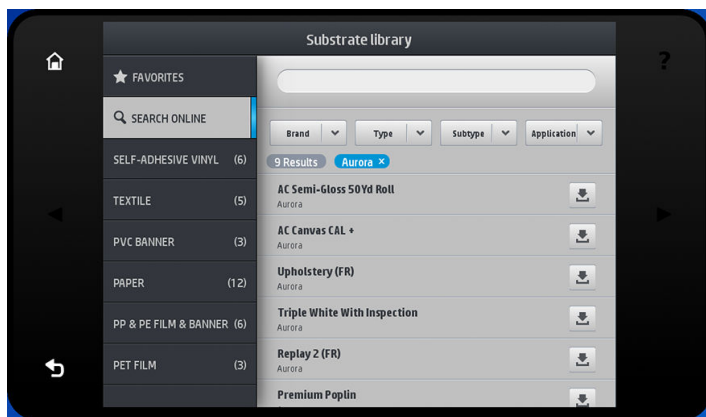 Substrate library
?
FAVORITES
SEARCH ONLINE
SELF-ADHESIVE VINYL (6)
TEXTILE (5)
PVC BANNER (3)
PAPER (12)
PP & PE FILM & BANNER (6)
PET FILM (3)
Brand
Type
Subtype
Application
9 Results
Aurora ×
AC Semi-Gloss 50Yd Roll
Aurora
AC Canvas CAL +
Aurora
Upholstery (FR)
Aurora
Triple White With Inspection
Aurora
Replay 2 (FR)
Aurora
Premium Poplin